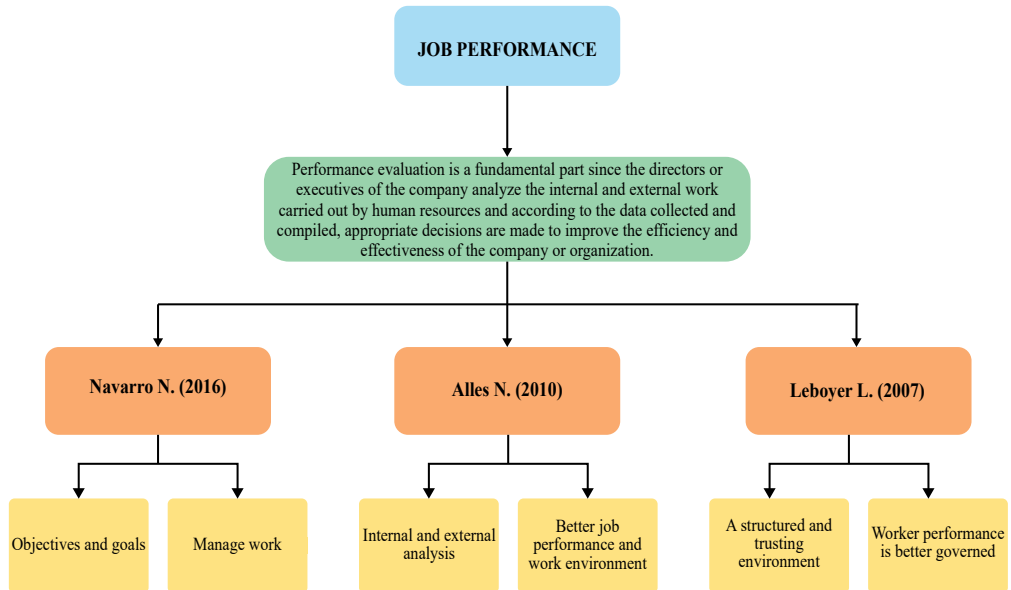 JOB PERFORMANCE
Performance evaluation is a fundamental part since the directors or
executives of the company analyze the internal and external work
carried out by human resources and according to the data collected and
compiled, appropriate decisions are made to improve the efficiency and
effectiveness of the company or organization.
Navarro N. (2016)
Alles N. (2010)
Leboyer L. (2007)
Objectives and goals
Manage work
Internal and external
analysis
Better job
performance and
work environment
A structured and
trusting
environment
Worker performance
is better governed